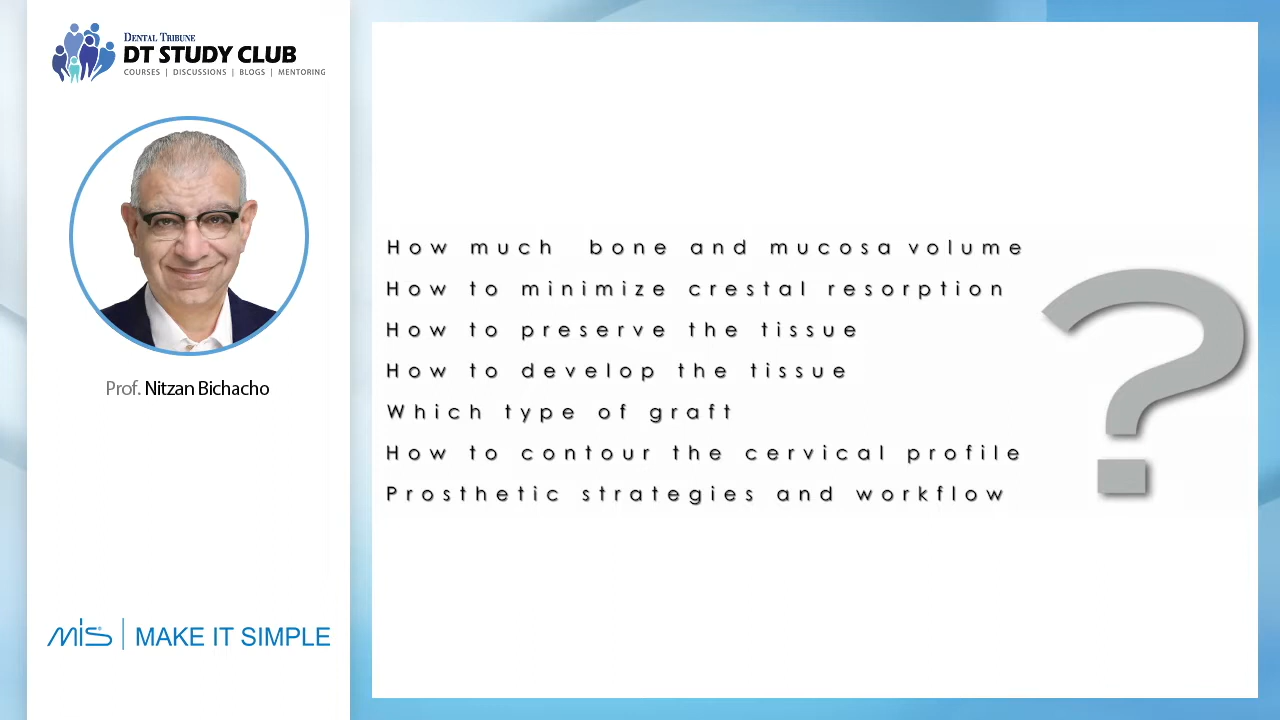 DENTAL TRIBUNE
DT STUDY CLUB
COURSES | DISCUSSIONS | BLOGS | MENTORING
Prof. Nitzan Bichacho
mis® | MAKE IT SIMPLE
How much bone and mucosa volume
How to minimize crestal resorption
How to preserve the tissue
How to develop the tissue
Which type of graft
How to contour the cervical profile
Prosthetic strategies and workflow
?